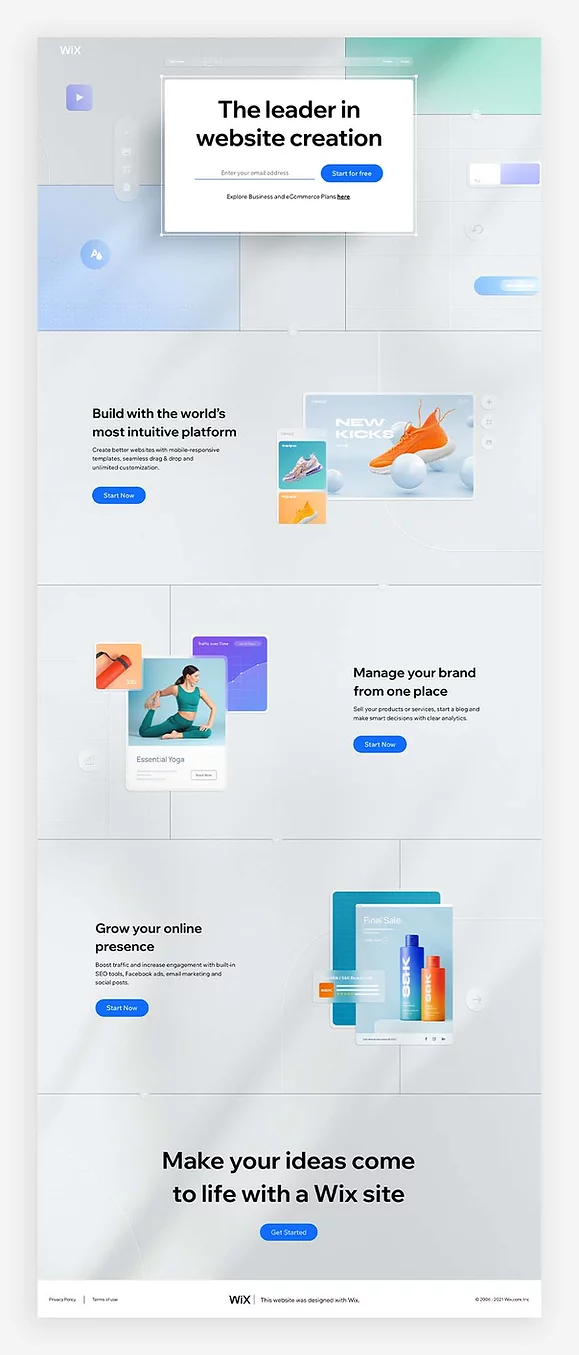 WiX
The leader in
website creation
Enter your email address
Start for free
Explore Business and eCommerce Plans here.
Build with the world's
most intuitive platform
Create better websites with mobile-responsive
templates, seamless drag & drop and
unlimited customization.
Start Now
NEW
KICKS
Manage your brand
from one place
Sell your products or services, start a blog and
make smart decisions with clear analytics.
Start Now
Traffic over Time
Essential Yoga
Book Now
Grow your online
presence
Boost traffic and increase engagement with built-in
SEO tools, Facebook ads, email marketing and
social posts.
Start Now
Final Sale
Make your ideas come
to life with a Wix site
Get Started
Privacy Policy
Terms of use
WiX
This website was designed with Wix.
© 2006 - 2021 Wix.com, Inc